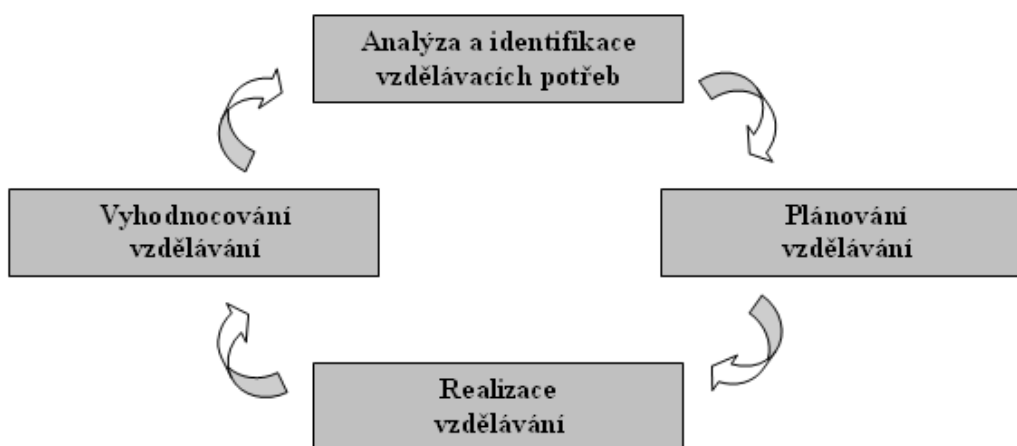 Analýza a identifikace
vzdělávacích potřeb
Vyhodnocování
vzdělávání
Plánování
vzdělávání
Realizace
vzdělávání